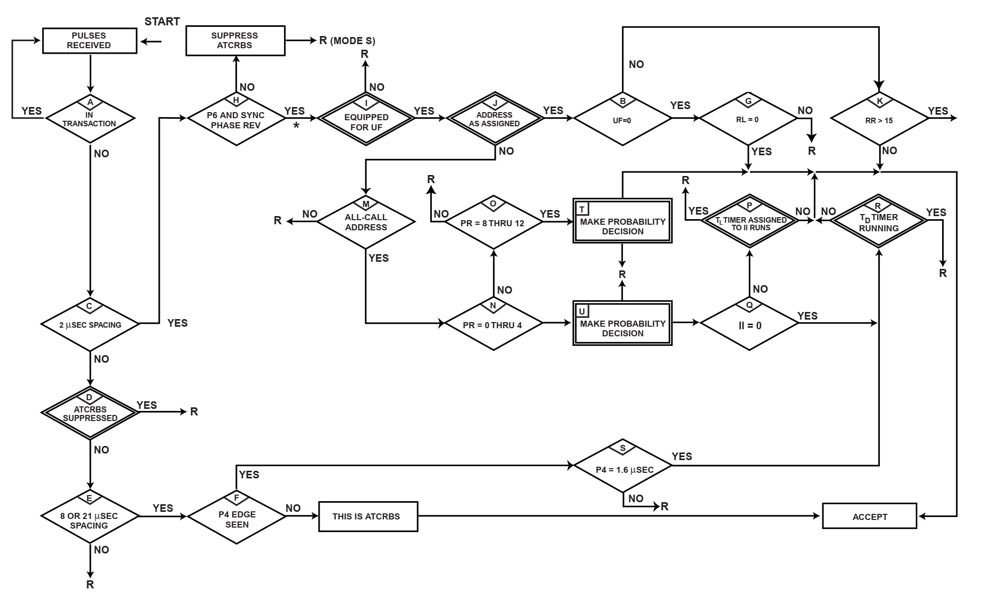 START
PULSES
RECEIVED
SUPPRESS
ATCRBS
R (MODE S)
R
NO
NO
NO
A
IN
TRANSACTION
YES
NO
H
P6 AND SYNC
PHASE REV
YES
*
I
EQUIPPED
FOR UF
YES
J
ADDRESS
AS ASSIGNED
YES
NO
B
UF=0
YES
G
RL = 0
NO
R
YES
K
RR > 15
YES
NO
R
NO
M
ALL-CALL
ADDRESS
YES
R
NO
O
PR = 8 THRU 12
YES
T
MAKE PROBABILITY
DECISION
R
R
YES
P
TL TIMER ASSIGNED
TO II RUNS
NO
NO
R
TD TIMER
RUNNING
YES
R
NO
N
PR = 0 THRU 4
U
MAKE PROBABILITY
DECISION
NO
Q
II = 0
YES
C
2 µSEC SPACING
YES
NO
D
ATCRBS
SUPPRESSED
YES
R
NO
E
8 OR 21 µSEC
SPACING
YES
NO
R
YES
F
P4 EDGE
SEEN
NO
THIS IS ATCRBS
S
P4 = 1.6 µSEC
YES
NO
R
ACCEPT